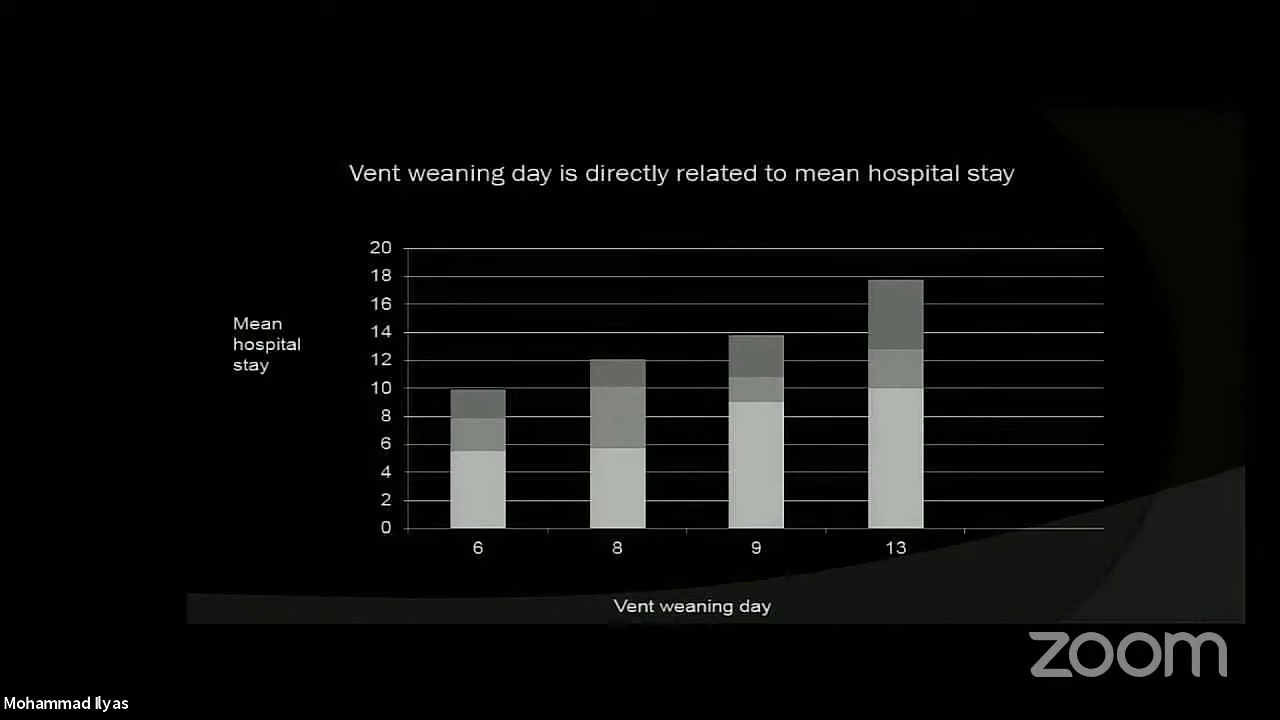 Vent weaning day is directly related to mean hospital stay
20
18
16
14
12
10
8
6
4
2
0
Mean
hospital
stay
6 8 9 13
Vent weaning day
zoom
Mohammad Ilyas